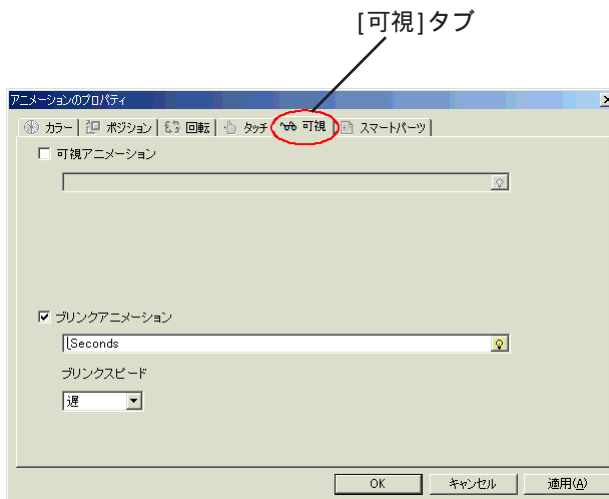 [可視]タブ
アニメーションのプロパティ
カラー ポジション 回転 タッチ 可視 スマートパーツ
可視アニメーション
ブリンクアニメーション
Seconds
ブリンクスピード
遅
OK キャンセル 適用(A)